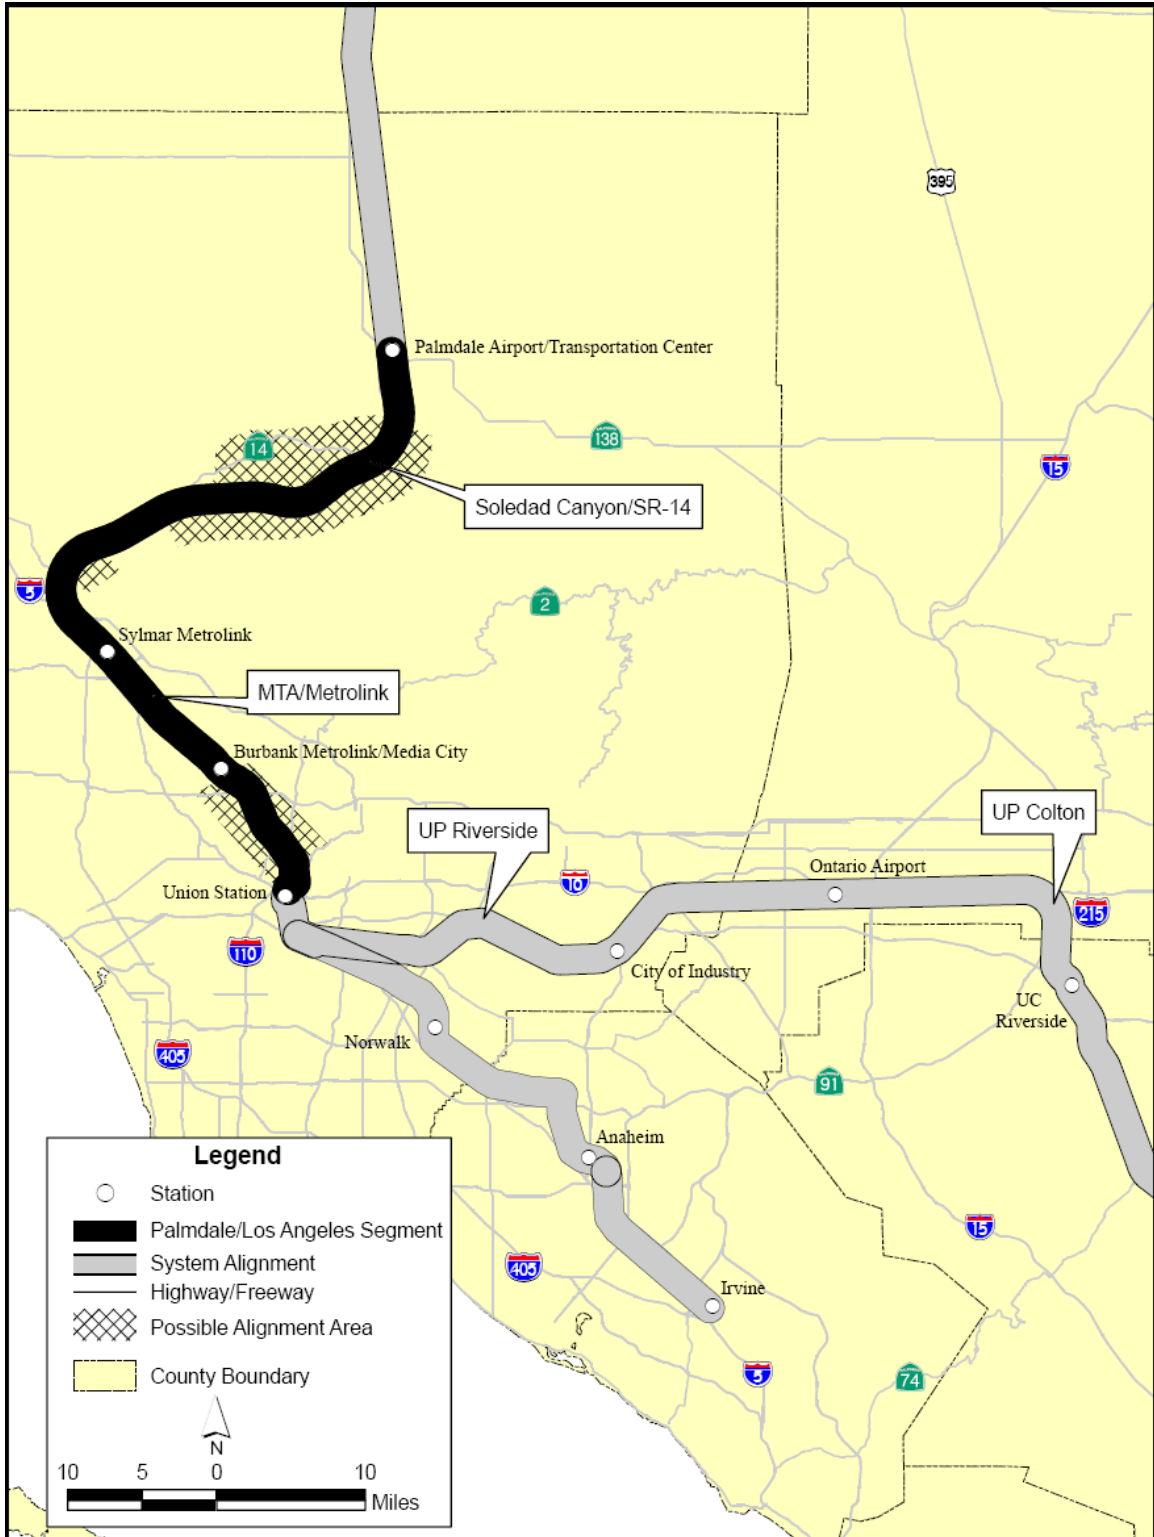 395
Palmdale Airport/Transportation Center
14
138
15
Soledad Canyon/SR-14
5
2
Sylmar Metrolink
MTA/Metrolink
Burbank Metrolink/Media City
UP Riverside
UP Colton
Ontario Airport
10
Union Station
215
110
City of Industry
UC
Riverside
Norwalk
405
91
Anaheim
Legend
Station
Palmdale/Los Angeles Segment
System Alignment
Highway/Freeway
Possible Alignment Area
County Boundary
N
10 5 0 10
Miles
15
405
Irvine
5
74